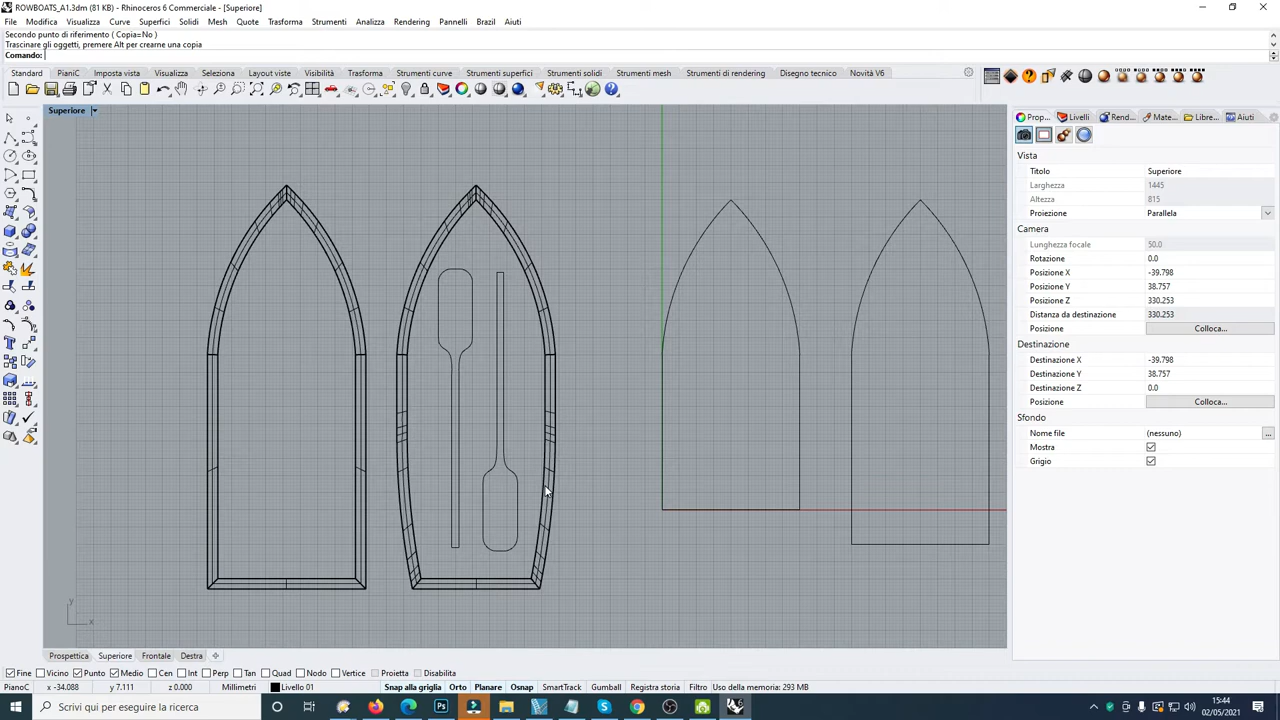 ROWBOATS_A1.3dm (81 KB) - Rhinoceros 6 Commerciale - [Superiore]
File Modifica Visualizza Curve Superfici Solidi Mesh Quote Trasforma Strumenti Analizza Rendering Pannelli Brazil Aiuti
Secondo punto di riferimento ( Copia=No )
Trascinare gli oggetti, premere Alt per crearne una copia
Comando:
Standard PianiC Imposta vista Visualizza Selezione Layout viste Visibilità Trasforma Strumenti curve Strumenti superfici Strumenti solidi Strumenti mesh Strumenti di rendering Disegno tecnico Novità V6
Superiore
Prop... Livelli Rend... Mate... Libre... Aiuti
Vista
Titolo Superiore
Larghezza 1445
Altezza 815
Proiezione Parallela
Camera
Lunghezza focale 50.0
Rotazione 0.0
Posizione X -39.798
Posizione Y 38.757
Posizione Z 330.253
Distanza da destinazione 330.253
Posizione Colloca...
Destinazione
Destinazione X -39.798
Destinazione Y 38.757
Destinazione Z 0.0
Posizione Colloca...
Sfondo
Nome file (nessuno) ...
Mostra
Grigio
y
x
Prospettica Superiore Frontale Destra
Fine Vicino Punto Medio Cen Int Perp Tan Quad Nodo Vertice Proietta Disabilita
PianoC x -34.088 y 7.111 z 0.000 Millimetri Livello 01 Snap alla griglia Orto Planare Osnap SmartTrack Gumball Registra storia Filtro Uso della memoria: 293 MB
Scrivi qui per eseguire la ricerca
15:44
02/05/2021